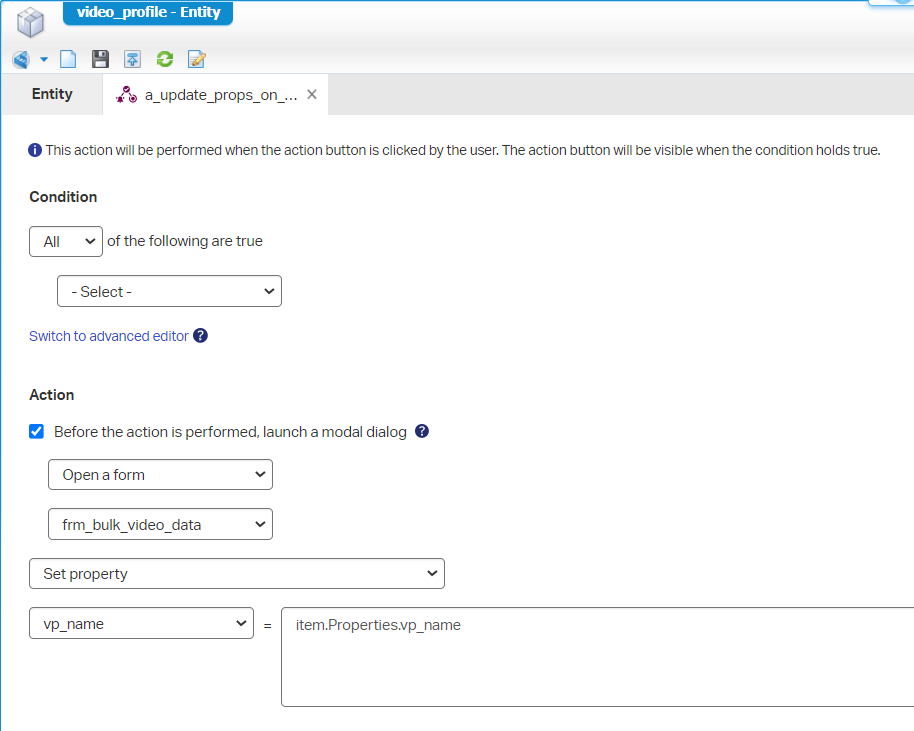 video_profile - Entity
Entity
a_update_props_on_...
This action will be performed when the action button is clicked by the user. The action button will be visible when the condition holds true.
Condition
All of the following are true
- Select -
Switch to advanced editor ?
Action
Before the action is performed, launch a modal dialog ?
Open a form
frm_bulk_video_data
Set property
vp_name = item.Properties.vp_name